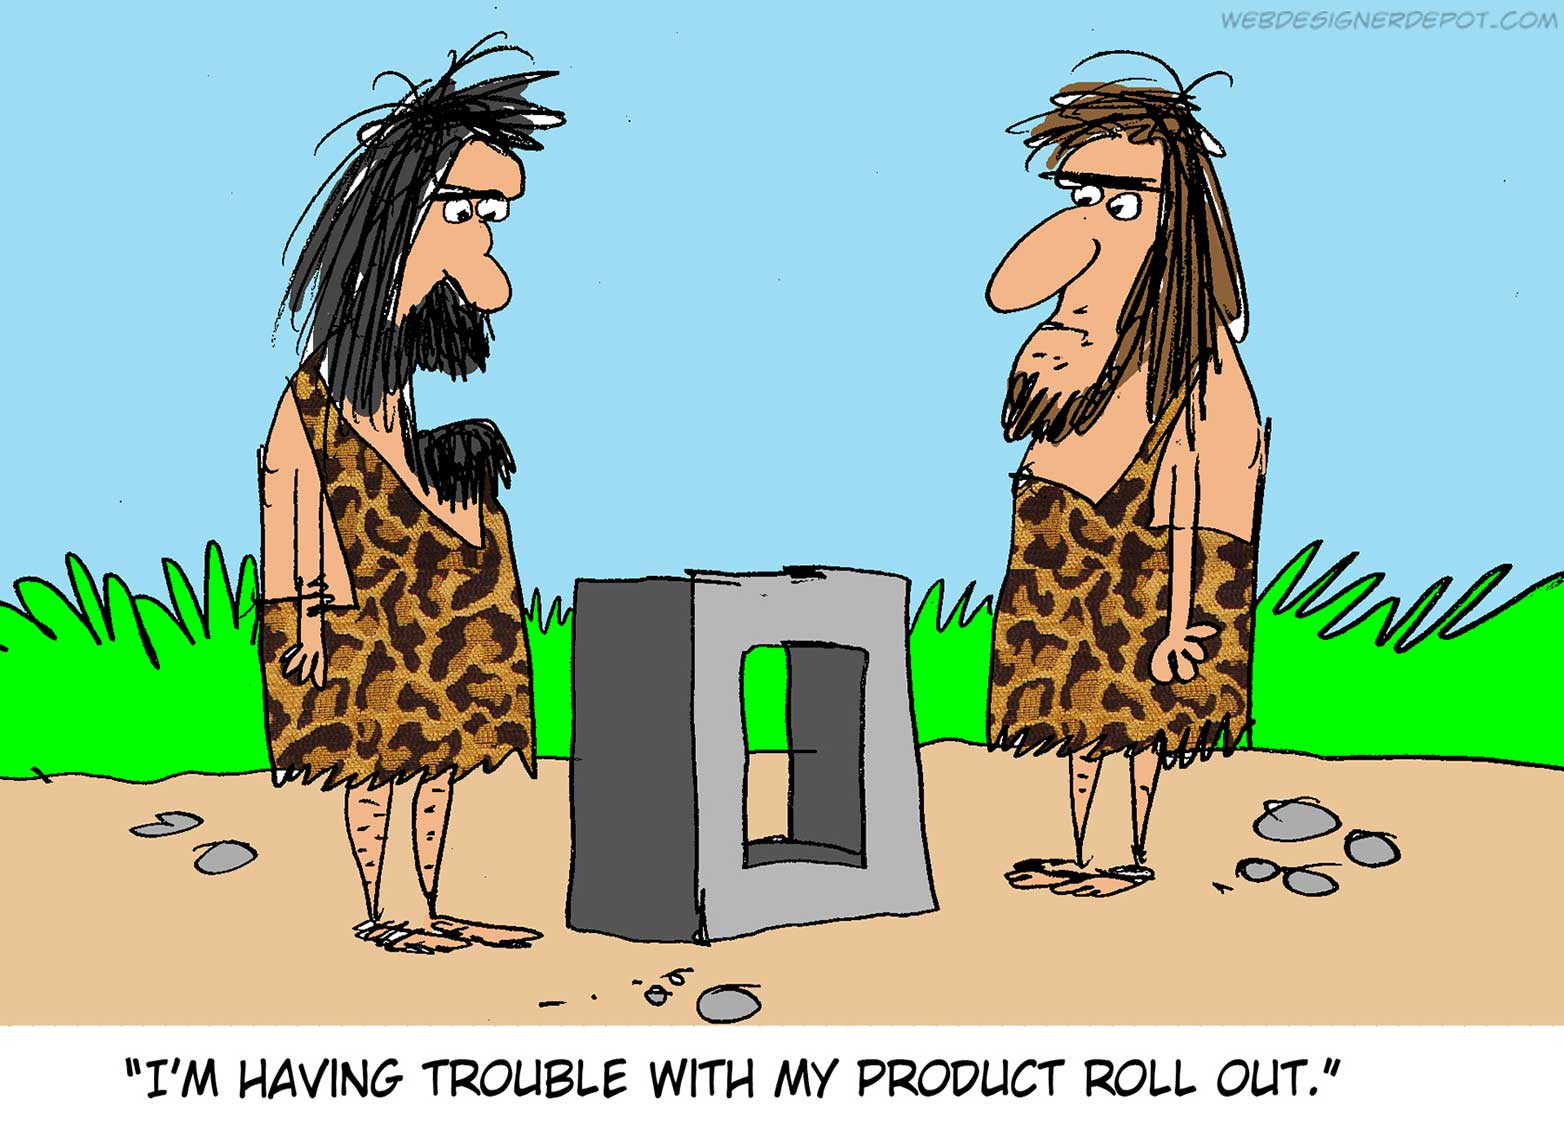 WEBDESIGNERDEPOT.COM
"I'M HAVING TROUBLE WITH MY PRODUCT ROLL OUT."